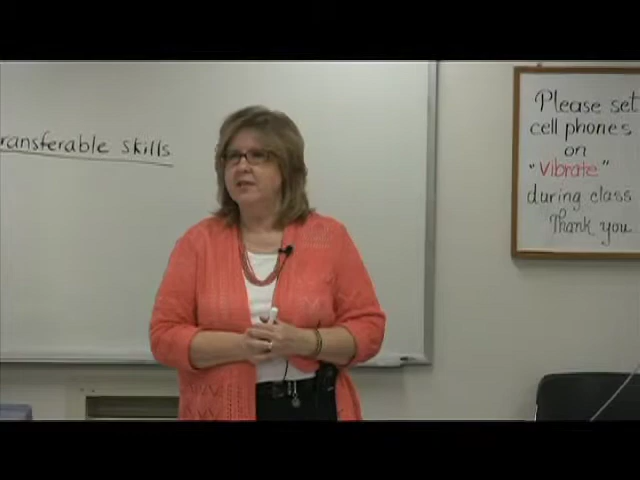 ransferable skills
Please set
cell phones
on
"Vibrate"
during class
Thank you